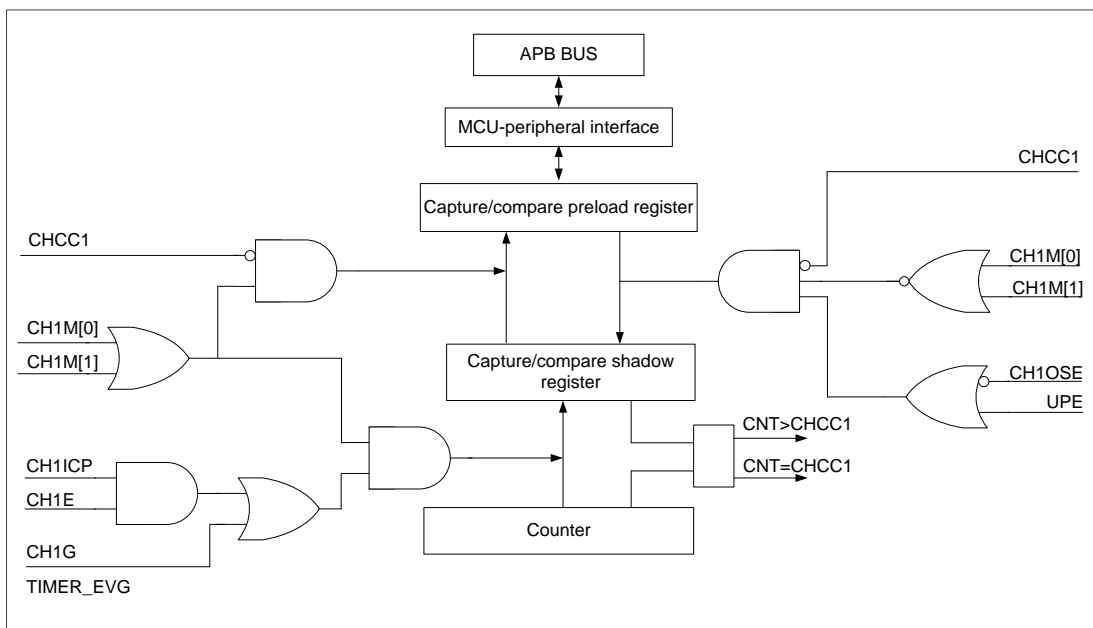 APB BUS
MCU-peripheral interface
CHCC1
Capture/compare preload register
CHCC1
CH1M[0]
CH1M[1]
CH1M[0]
CH1M[1]
Capture/compare shadow
register
CH1OSE
UPE
CNT>CHCC1
CNT=CHCC1
CH1ICP
CH1E
Counter
CH1G
TIMER_EVG